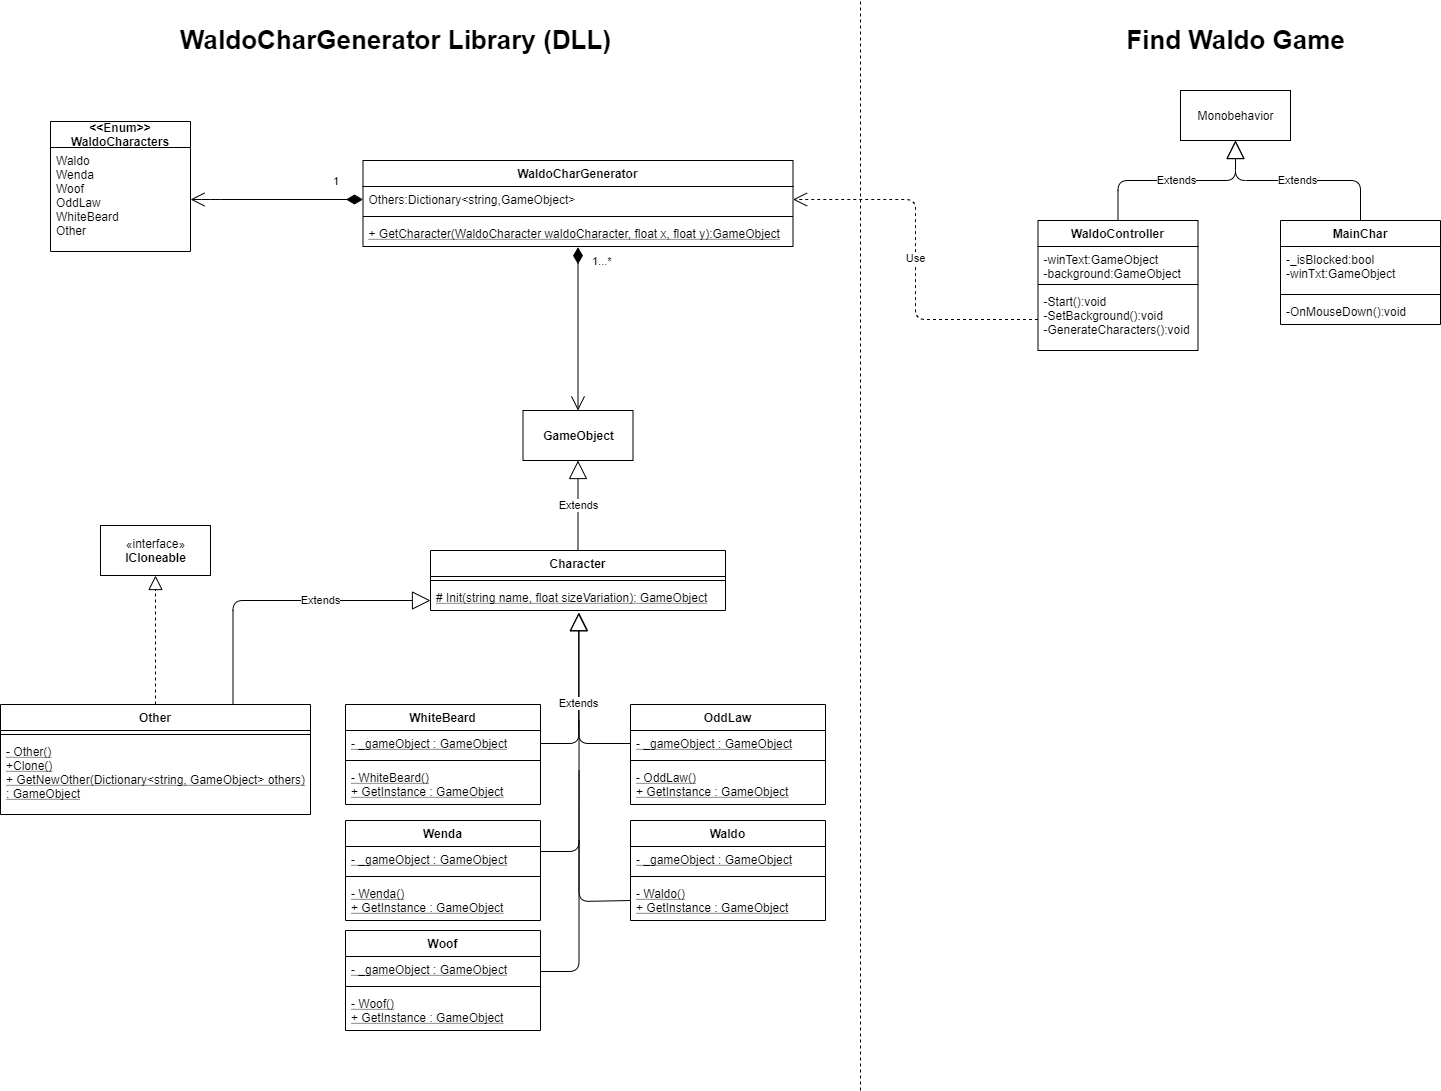 WaldoCharGenerator Library (DLL)
Find Waldo Game
<<Enum>>
WaldoCharacters
Waldo
Wenda
Woof
OddLaw
WhiteBeard
Other
1
WaldoCharGenerator
Others:Dictionary<string,GameObject>
+ GetCharacter(WaldoCharacter waldoCharacter, float x, float y):GameObject
1...*
Use
Monobehavior
Extends
Extends
WaldoController
-winText:GameObject
-background:GameObject
-Start():void
-SetBackground():void
-GenerateCharacters():void
MainChar
-_isBlocked:bool
-winTxt:GameObject
-OnMouseDown():void
GameObject
Extends
«interface»
ICloneable
Character
# Init(string name, float sizeVariation): GameObject
Extends
Extends
Other
- Other()
+Clone()
+ GetNewOther(Dictionary<string, GameObject> others)
: GameObject
WhiteBeard
- _gameObject : GameObject
- WhiteBeard()
+ GetInstance : GameObject
OddLaw
- _gameObject : GameObject
- OddLaw()
+ GetInstance : GameObject
Wenda
- _gameObject : GameObject
- Wenda()
+ GetInstance : GameObject
Waldo
- _gameObject : GameObject
- Waldo()
+ GetInstance : GameObject
Woof
- _gameObject : GameObject
- Woof()
+ GetInstance : GameObject